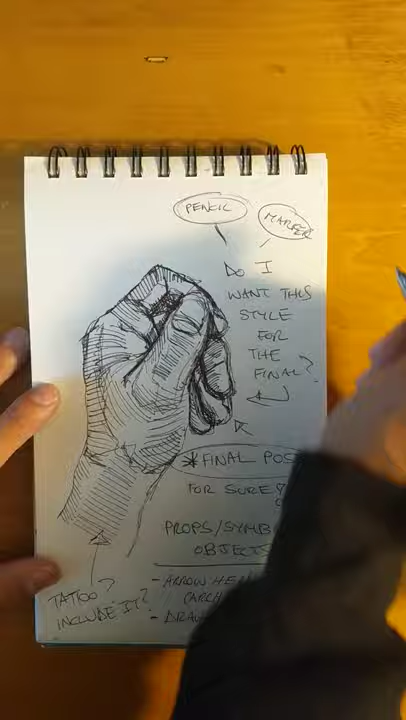 PENCIL
MARKER
DO I
WANT THIS
STYLE
FOR
THE
FINAL?
*FINAL POS
FOR SURE!
PROPS/SYMB
OBJECTS
TATOO?
INCLUDE IT?
- ARROW HEA